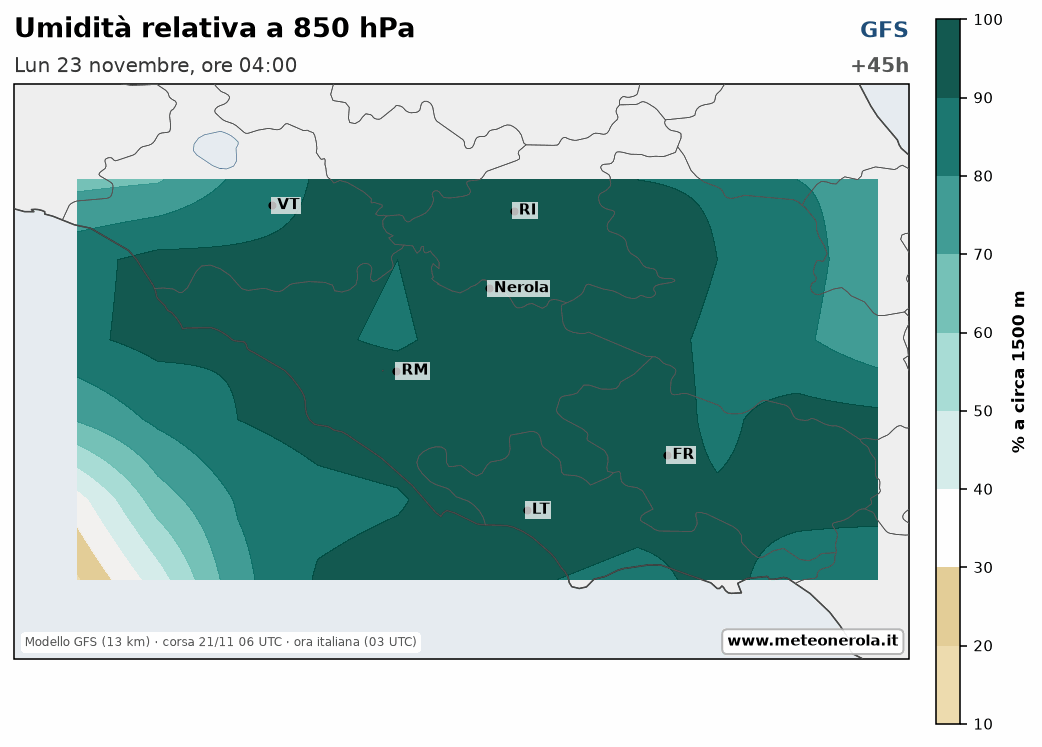 Umidità relativa a 850 hPa
GFS
Lun 23 novembre, ore 04:00
+45h
VT
RI
Nerola
RM
FR
LT
Modello GFS (13 km) · corsa 21/11 06 UTC · ora italiana (03 UTC)
www.meteonerola.it
100
90
80
70
60
50
40
30
20
10
% a circa 1500 m